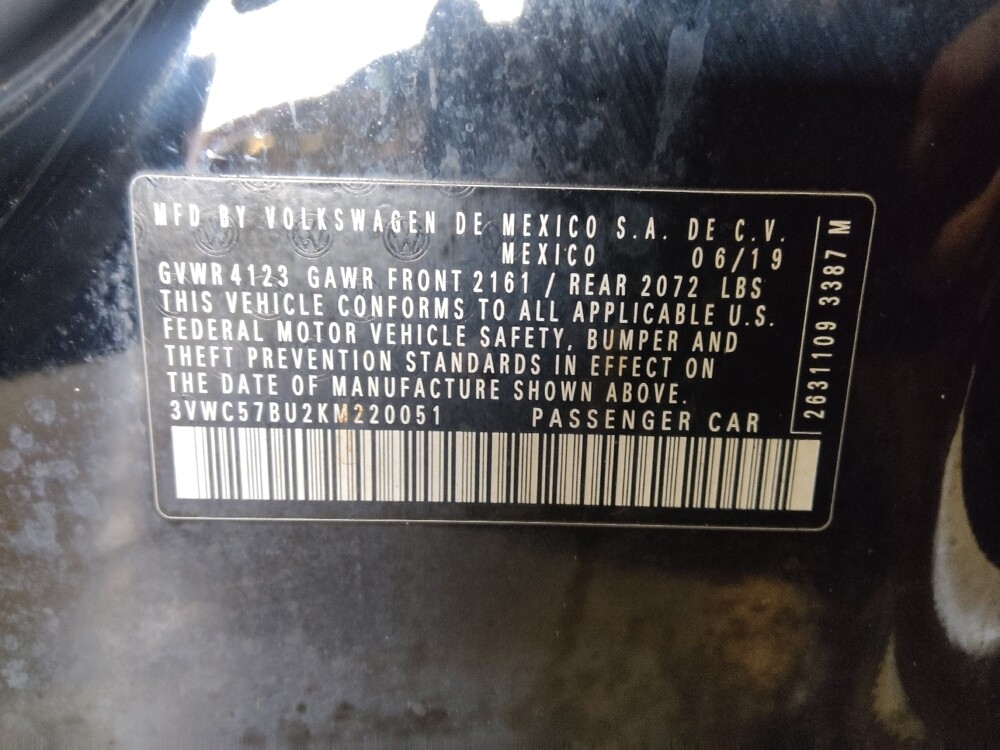 MFD BY VOLKSWAGEN DE MEXICO S.A. DE C.V.
MEXICO 06/19
GVWR 4123 GAWR FRONT 2161 / REAR 2072 LBS
THIS VEHICLE CONFORMS TO ALL APPLICABLE U.S.
FEDERAL MOTOR VEHICLE SAFETY, BUMPER AND
THEFT PREVENTION STANDARDS IN EFFECT ON
THE DATE OF MANUFACTURE SHOWN ABOVE.
3VWC57BU2KM220051 PASSENGER CAR
2631109 3387 M